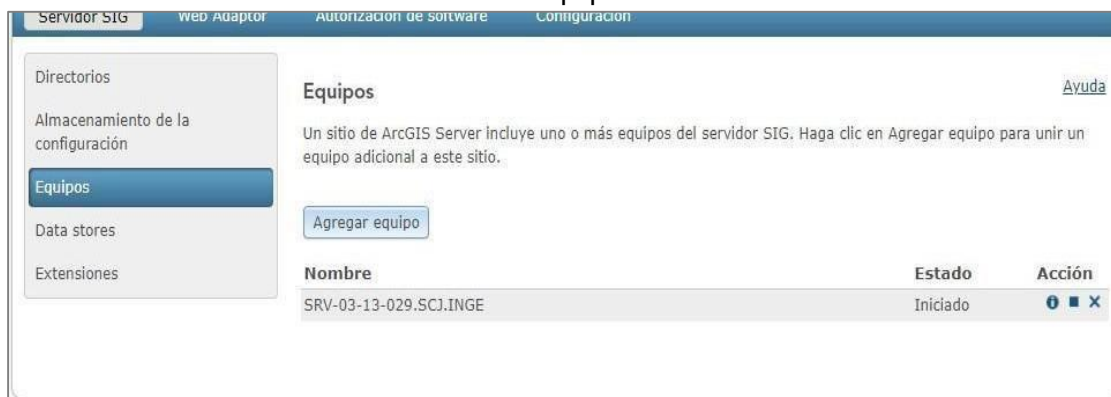 Servidor SIG Web Adaptor Autorización de software Configuración
Directorios
Almacenamiento de la
configuración
Equipos
Data stores
Extensiones
Equipos Ayuda
Un sitio de ArcGIS Server incluye uno o más equipos del servidor SIG. Haga clic en Agregar equipo para unir un
equipo adicional a este sitio.
Agregar equipo
Nombre Estado Acción
SRV-03-13-029.SCJ.INGE Iniciado